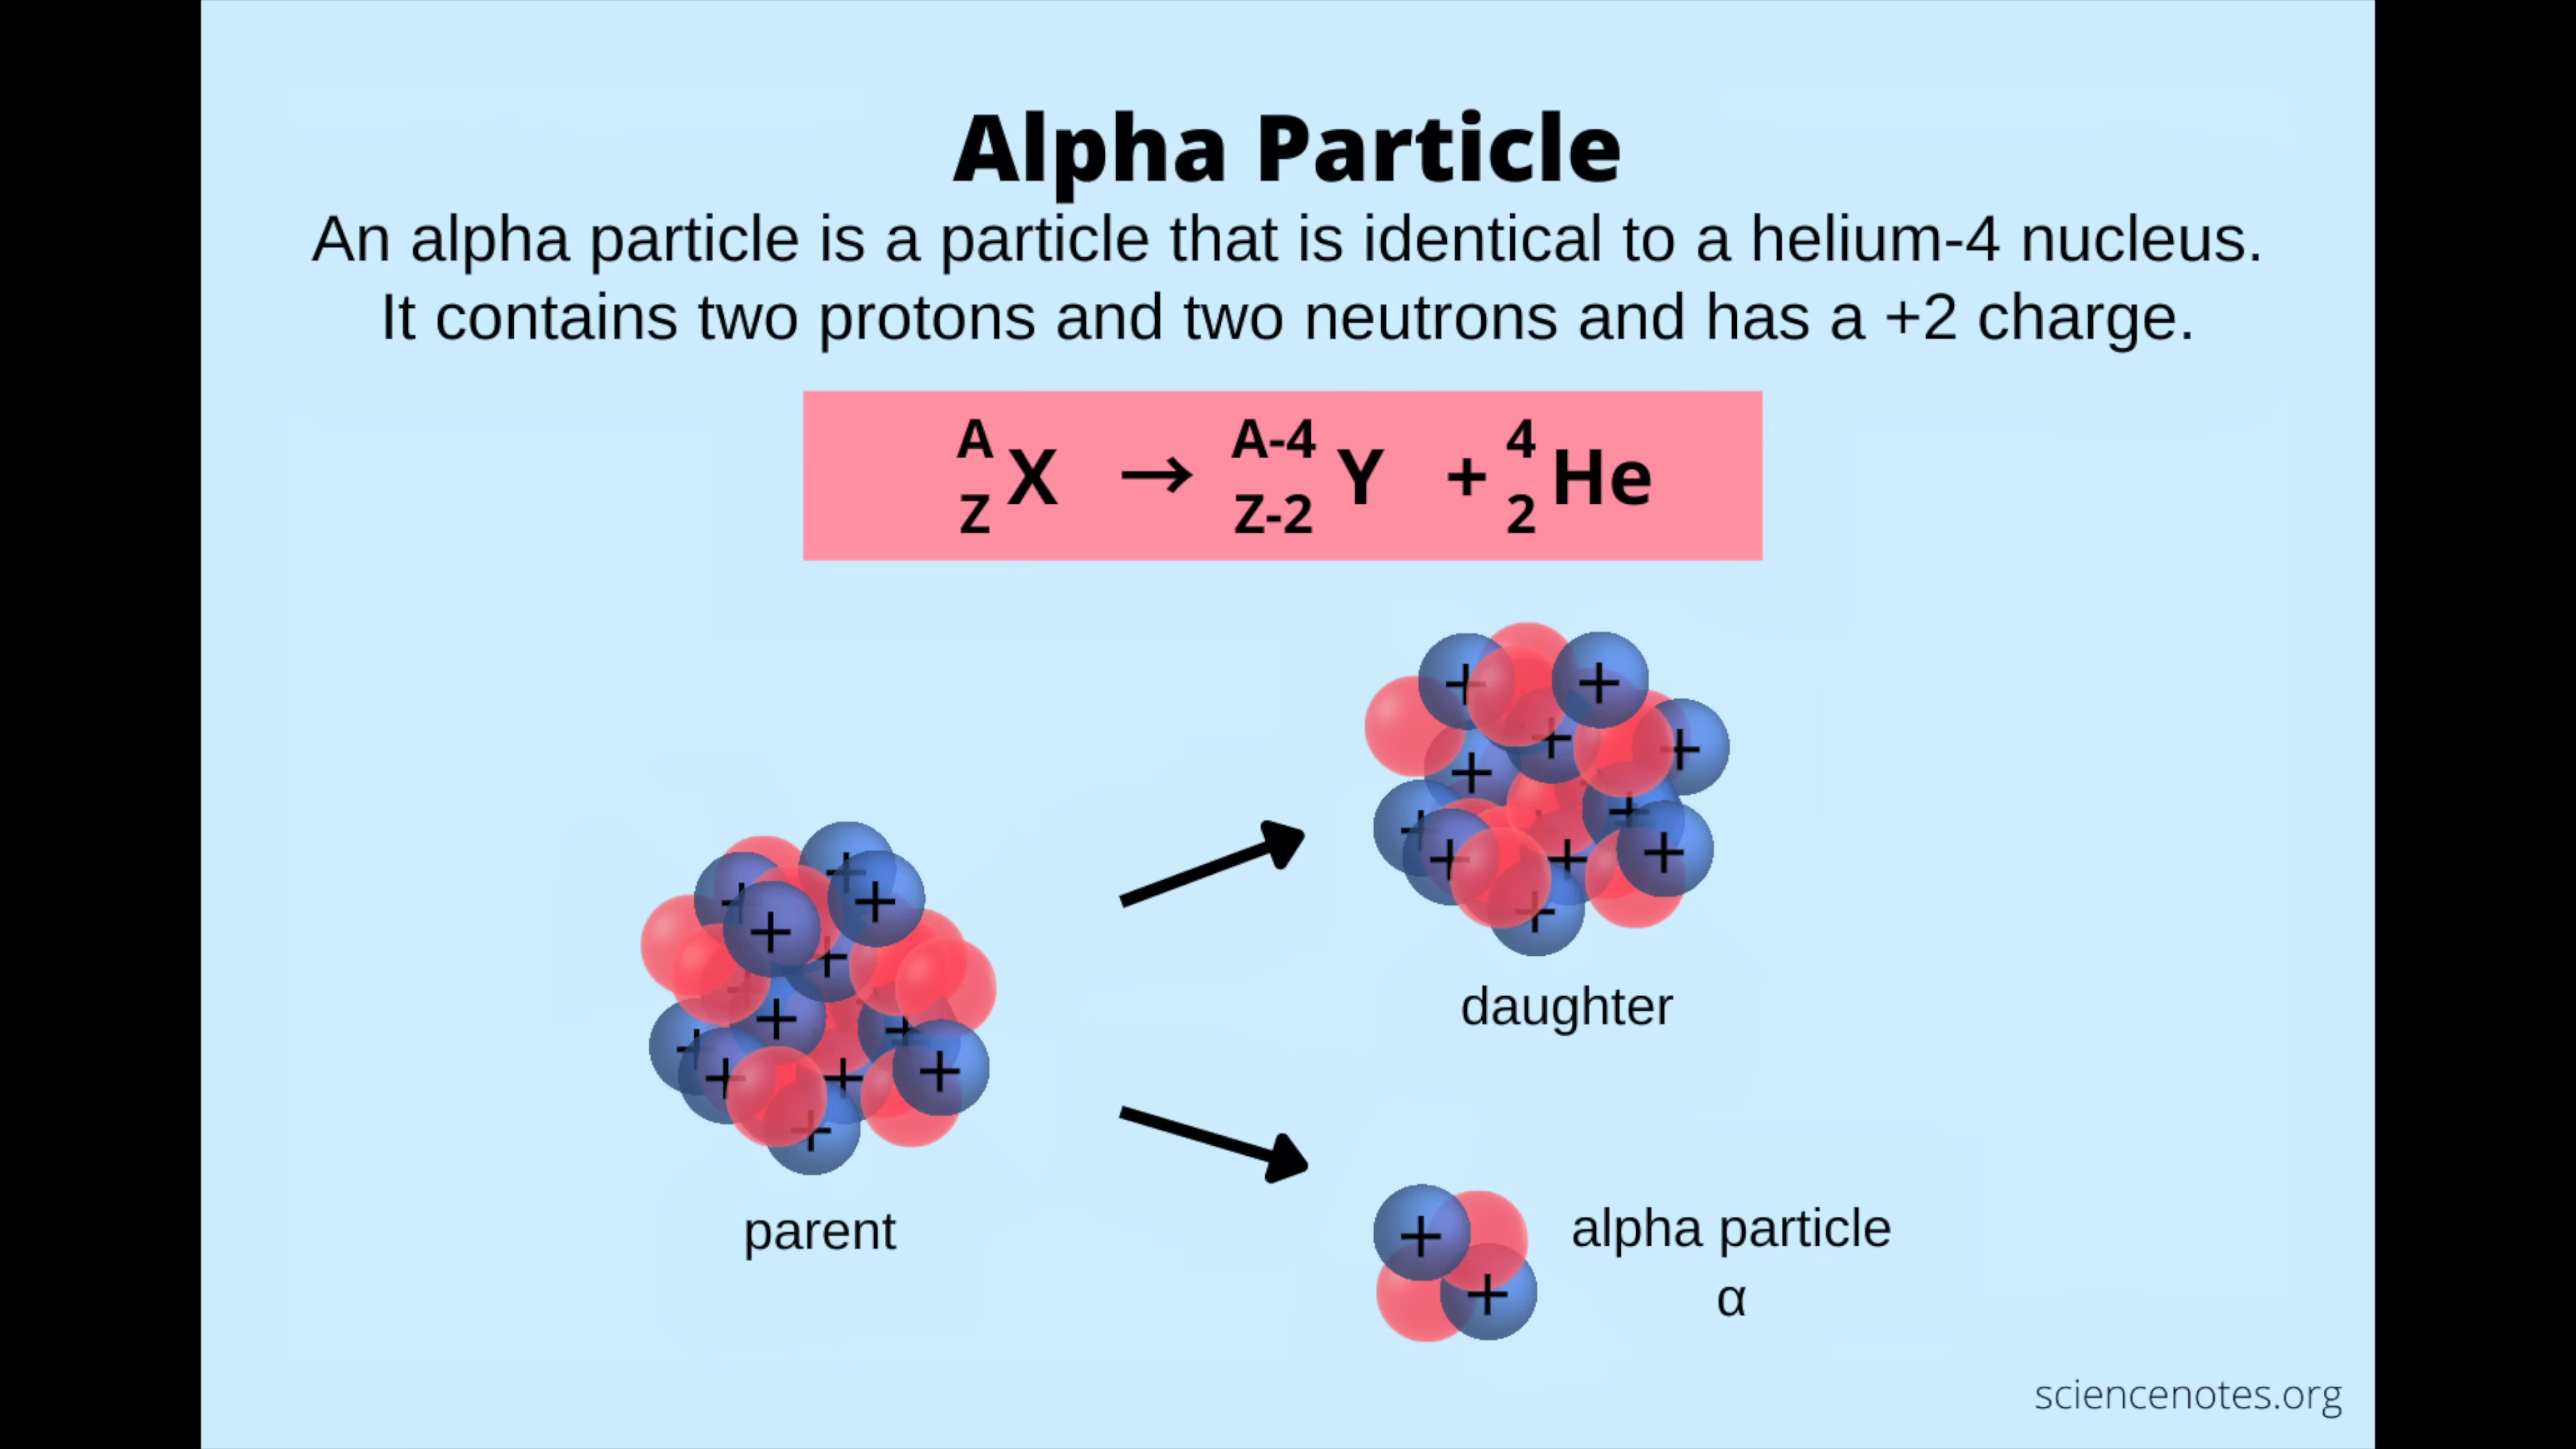 Alpha Particle
An alpha particle is a particle that is identical to a helium-4 nucleus.
It contains two protons and two neutrons and has a +2 charge.
A A-4 4
X → Y + He
Z Z-2 2
+ + + + + + + + + + +
daughter
+ + + + + + + + + + +
parent
+ +
alpha particle
α
sciencenotes.org